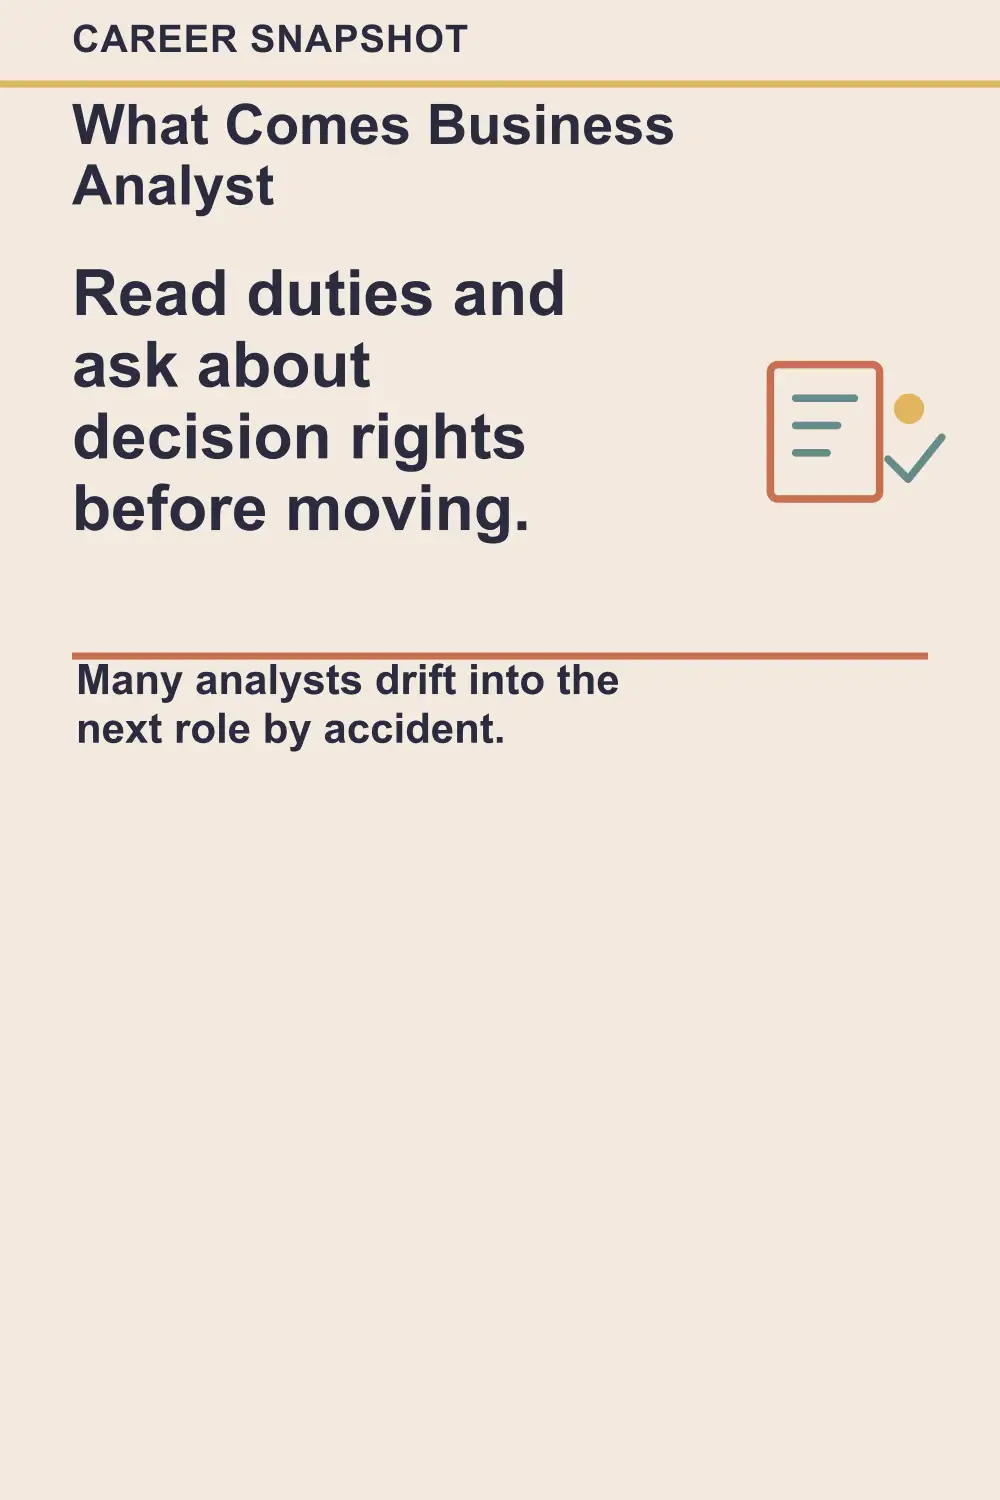 CAREER SNAPSHOT
What Comes Business
Analyst
Read duties and
ask about
decision rights
before moving.
Many analysts drift into the
next role by accident.